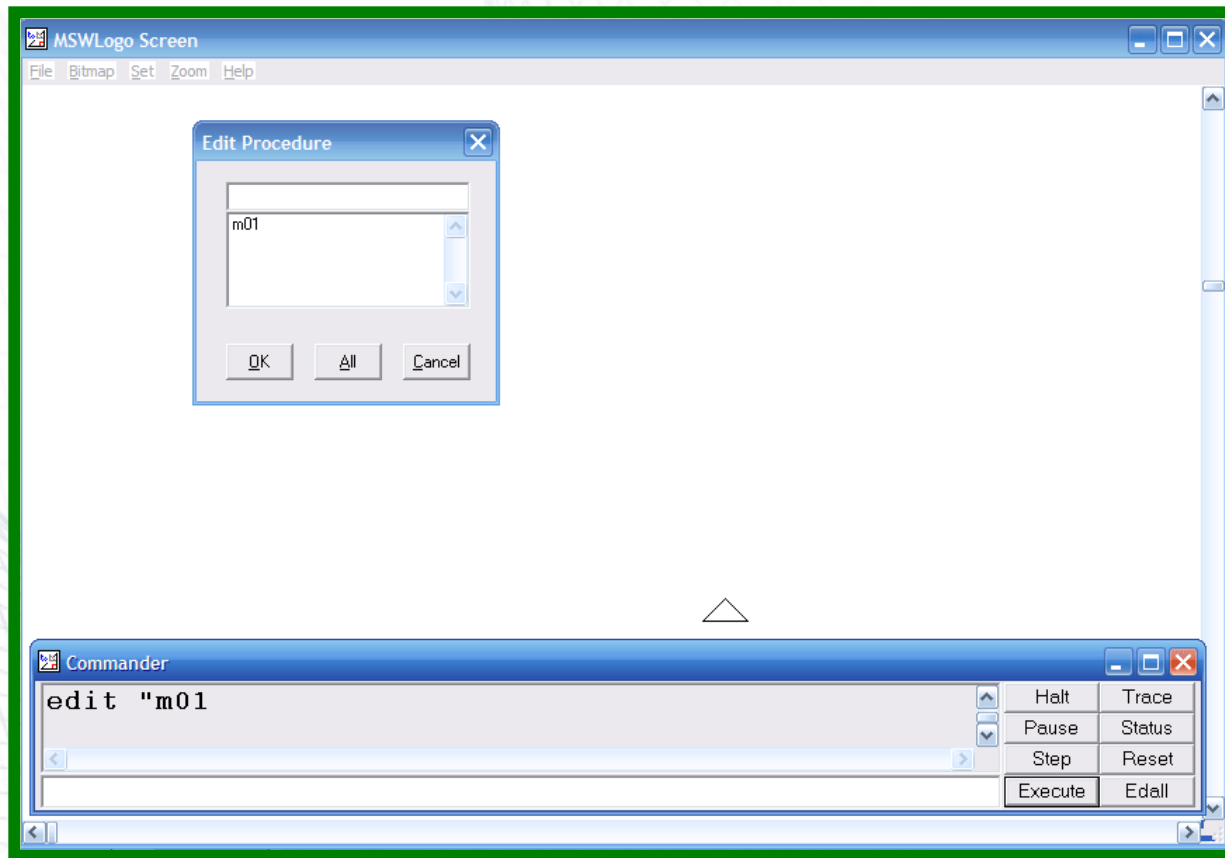 MSWLogo Screen
File Bitmap Set Zoom Help
Edit Procedure
m01
OK All Cancel
Commander
edit "m01
Halt Trace
Pause Status
Step Reset
Execute Edall